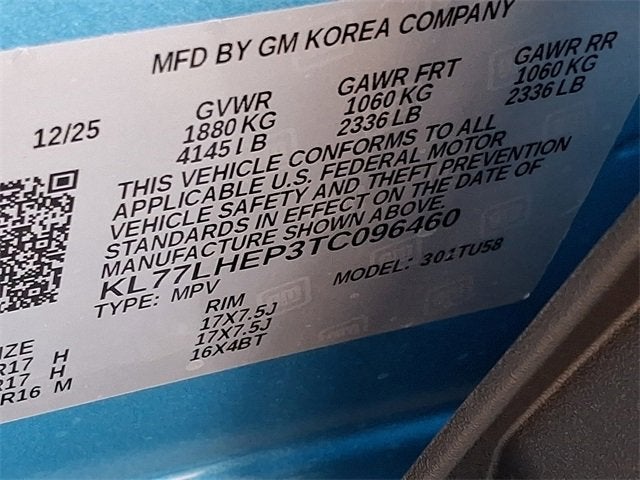 MFD BY GM KOREA COMPANY
12/25
GVWR
1880 KG
4145 LB
GAWR FRT
1060 KG
2336 LB
GAWR RR
1060 KG
2336 LB
THIS VEHICLE CONFORMS TO ALL
APPLICABLE U.S. FEDERAL MOTOR
VEHICLE SAFETY AND THEFT PREVENTION
STANDARDS IN EFFECT ON THE DATE OF
MANUFACTURE SHOWN ABOVE.
KL77LHEP3TC096460
TYPE: MPV
MODEL: 301TU58
IZE
R17 H
R17 H
R16 M
RIM
17X7.5J
17X7.5J
16X4BT